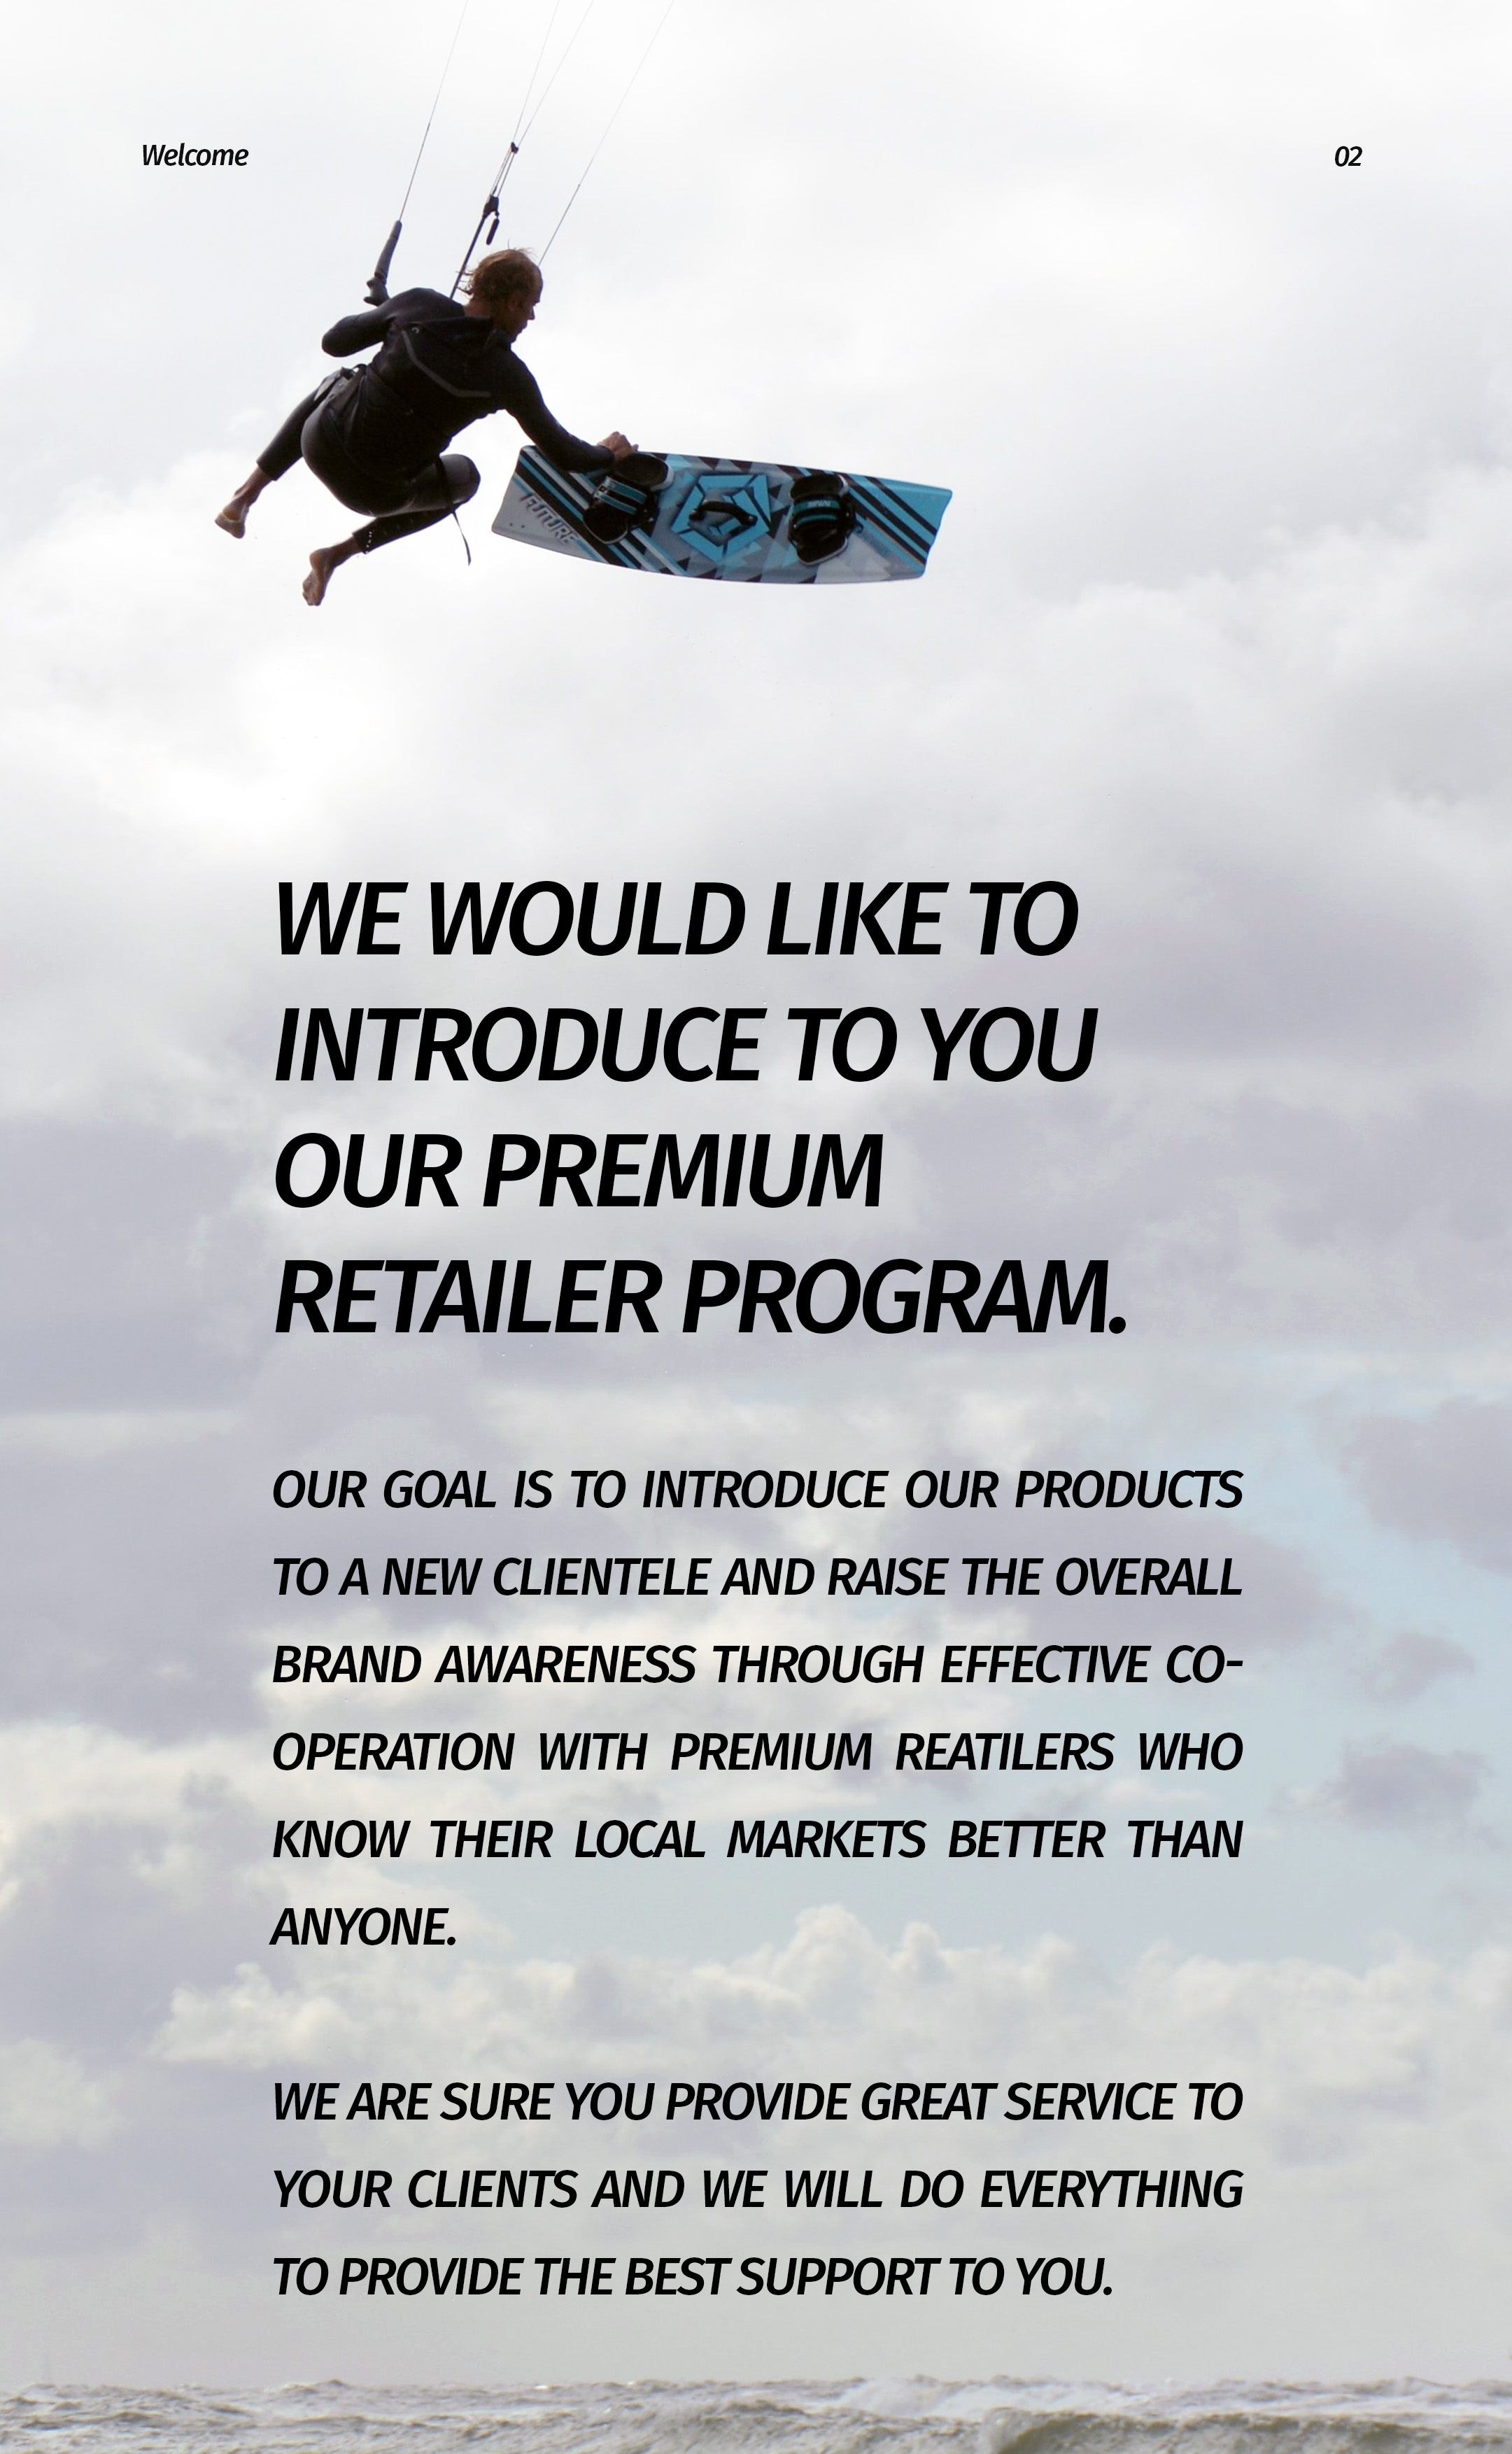 Welcome
02
FUTURE
WE WOULD LIKE TO
INTRODUCE TO YOU
OUR PREMIUM
RETAILER PROGRAM.
OUR GOAL IS TO INTRODUCE OUR PRODUCTS
TO A NEW CLIENTELE AND RAISE THE OVERALL
BRAND AWARENESS THROUGH EFFECTIVE CO-
OPERATION WITH PREMIUM REATILERS WHO
KNOW THEIR LOCAL MARKETS BETTER THAN
ANYONE.
WE ARE SURE YOU PROVIDE GREAT SERVICE TO
YOUR CLIENTS AND WE WILL DO EVERYTHING
TO PROVIDE THE BEST SUPPORT TO YOU.